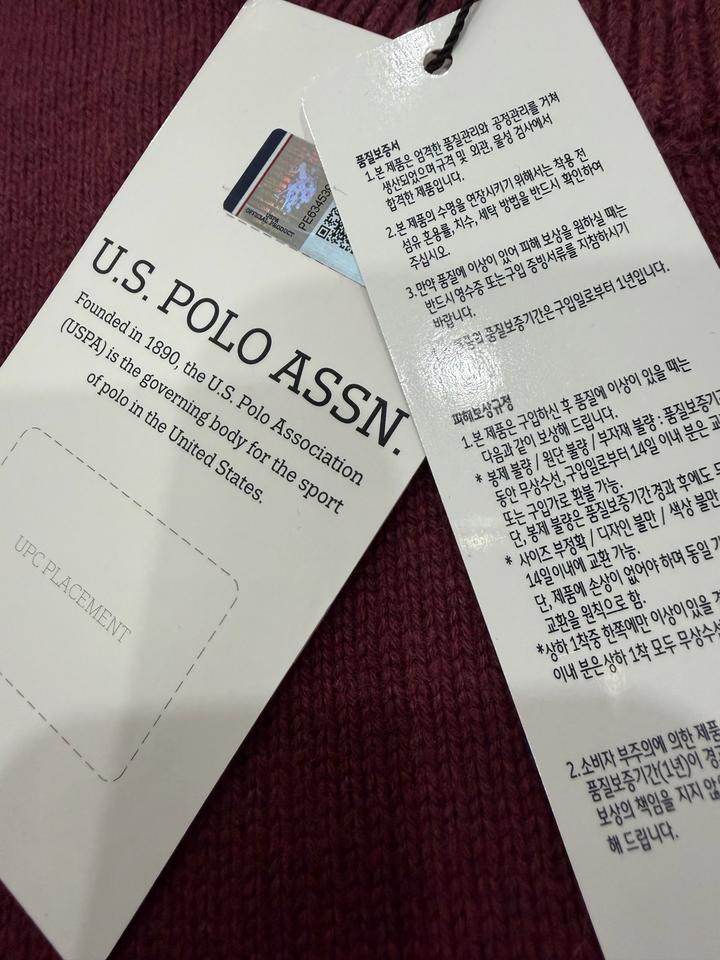 USPA
OFFICIAL PRODUCT
U.S. POLO ASSN.
Founded in 1890, the U.S. Polo Association
(USPA) is the governing body for the sport
of polo in the United States.
UPC PLACEMENT
품질보증서
1.본 제품은 엄격한 품질관리와 공정관리를 거쳐
생산되었으며 규격 및 외관, 물성 검사에서
합격한 제품입니다.
2.본 제품의 수명을 연장시키기 위해서는 착용 전
섬유 혼용률, 치수, 세탁 방법을 반드시 확인하여
주십시오.
3.만약 품질에 이상이 있어 피해 보상을 원하실 때는
반드시 영수증 또는 구입 증빙서류를 지참하시기
바랍니다.
품질보증기간은 구입일로부터 1년입니다.
피해보상규정
1.본 제품은 구입하신 후 품질에 이상이 있을 때는
다음과 같이 보상해 드립니다.
* 봉제 불량 / 원단 불량 / 부자재 불량 : 품질보증기
동안 무상수선, 구입일로부터 14일 이내 분은 교
또는 구입가로 환불 가능.
단, 봉제 불량은 품질보증기간 경과 후에도
* 사이즈 부정확 / 디자인 불만 / 색상 불만
14일 이내에 교환 가능.
단, 제품에 손상이 없어야 하며 동일
교환을 원칙으로 함.
*상하 1착중 한쪽에만 이상이 있을
이내 분은 상하 1착 모두 무상수선
2.소비자 부주의에 의한 제품
품질보증기간(1년)이 경
보상의 책임을 지지
해 드립니다.